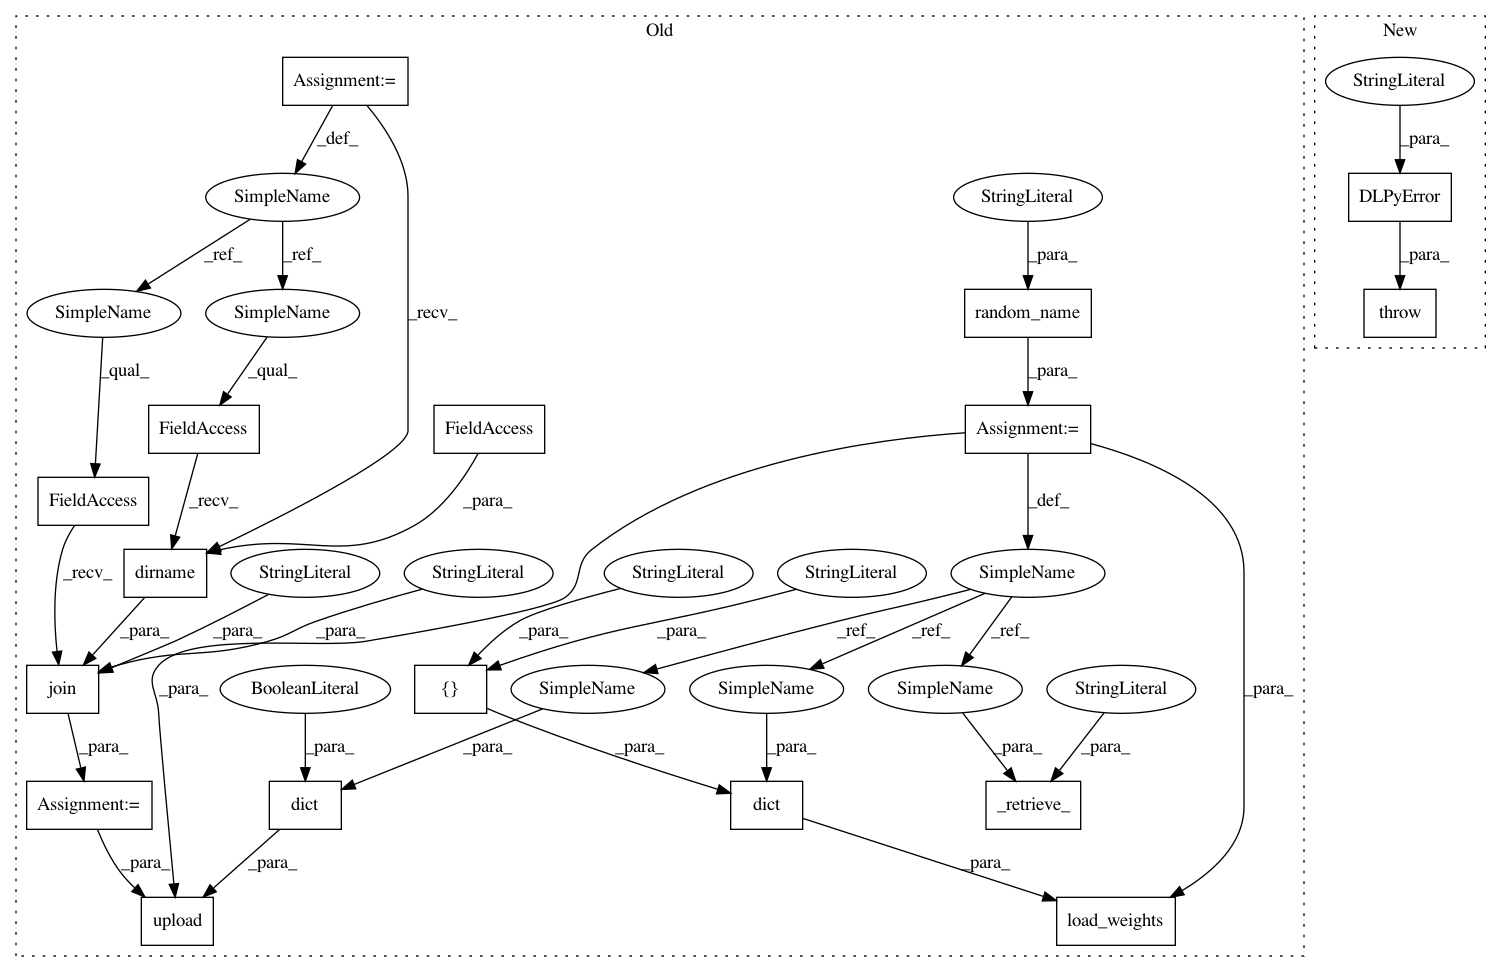 Old
New
Assignment:=
StringLiteral
_def_
_para_
SimpleName
StringLiteral
DLPyError
_ref_
_ref_
_para_
_para_
SimpleName
SimpleName
_recv_
random_name
throw
_qual_
_qual_
_para_
FieldAccess
FieldAccess
Assignment:=
FieldAccess
_recv_
_para_
_def_
dirname
StringLiteral
StringLiteral
StringLiteral
StringLiteral
SimpleName
_recv_
_para_
_para_
_para_
_para_
_para_
_ref_
_ref_
_ref_
join
_para_
BooleanLiteral
{}
SimpleName
SimpleName
SimpleName
StringLiteral
_para_
_para_
_para_
_para_
_para_
_para_
_para_
_para_
Assignment:=
dict
dict
_retrieve_
_para_
_para_
_para_
upload
load_weights